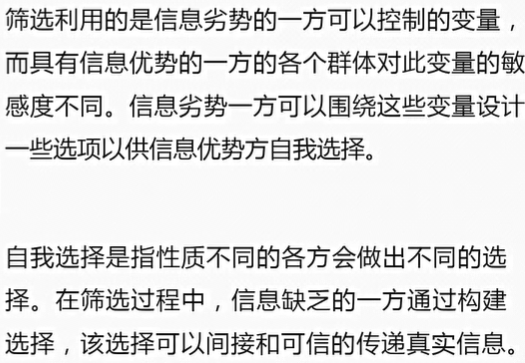 筛选利用的是信息劣势的一方可以控制的变量，
而具有信息优势的一方的各个群体对此变量的敏
感度不同。信息劣势一方可以围绕这些变量设计
一些选项以供信息优势方自我选择。
自我选择是指性质不同的各方会做出不同的选
择。在筛选过程中，信息缺乏的一方通过构建
选择，该选择可以间接和可信的传递真实信息。